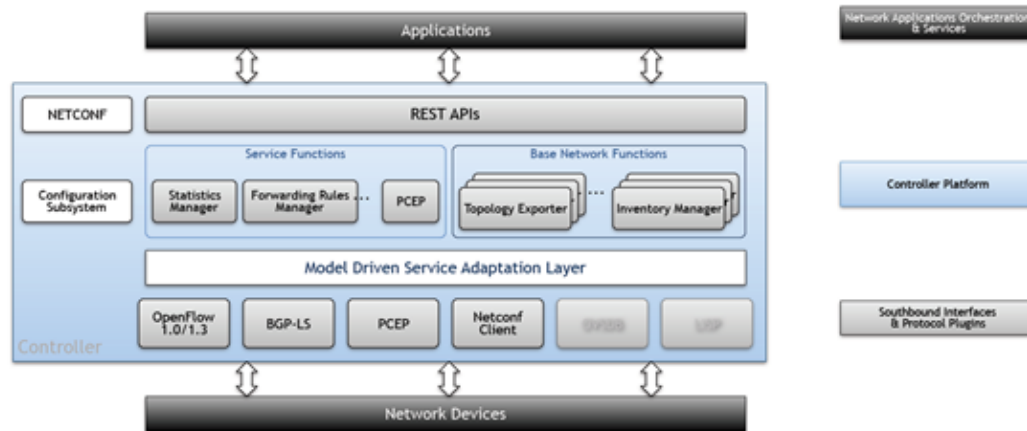 Applications
Network Applications Orchestration
& Services
NETCONF
REST APIs
Service Functions
Base Network Functions
Configuration
Subsystem
Statistics
Manager
Forwarding Rules
Manager
...
PCEP
Topology Exporter
...
Inventory Manager
Controller Platform
Model Driven Service Adaptation Layer
OpenFlow
1.0/1.3
BGP-LS
PCEP
Netconf
Client
Southbound Interfaces
& Protocol Plugins
Controller
Network Devices